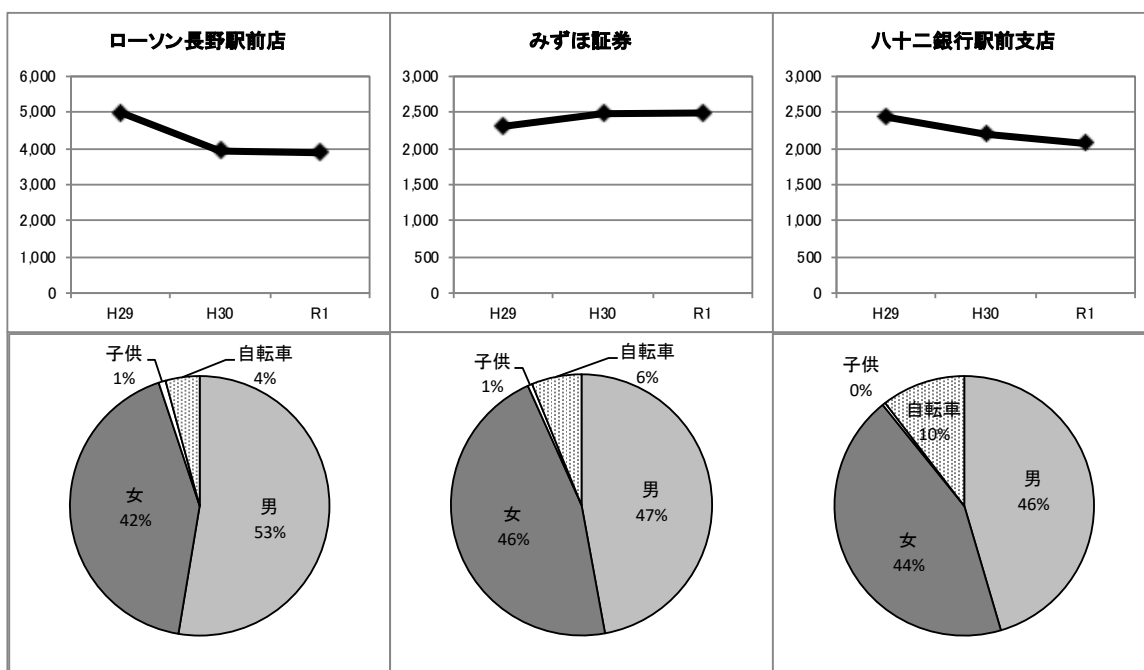 ローソン長野駅前店
6,000
5,000
4,000
3,000
2,000
1,000
0
H29 H30 R1
みずほ証券
3,000
2,500
2,000
1,500
1,000
500
0
H29 H30 R1
八十二銀行駅前支店
3,000
2,500
2,000
1,500
1,000
500
0
H29 H30 R1
子供
1%
自転車
4%
女
42%
男
53%
子供
1%
自転車
6%
女
46%
男
47%
子供
0%
自転車
10%
女
44%
男
46%